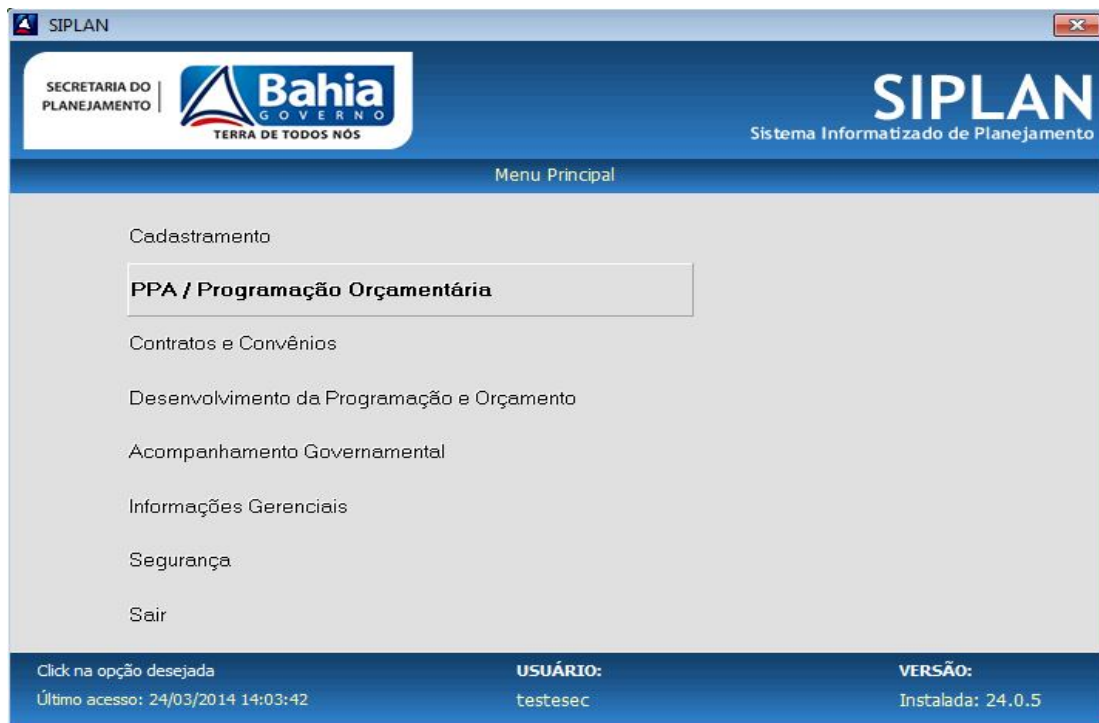 SIPLAN
SECRETARIA DO
PLANEJAMENTO
Bahia
GOVERNO
TERRA DE TODOS NÓS
SIPLAN
Sistema Informatizado de Planejamento
Menu Principal
Cadastramento
PPA / Programação Orçamentária
Contratos e Convênios
Desenvolvimento da Programação e Orçamento
Acompanhamento Governamental
Informações Gerenciais
Segurança
Sair
Click na opção desejada USUÁRIO: VERSÃO:
Último acesso: 24/03/2014 14:03:42 testesec Instalada: 24.0.5